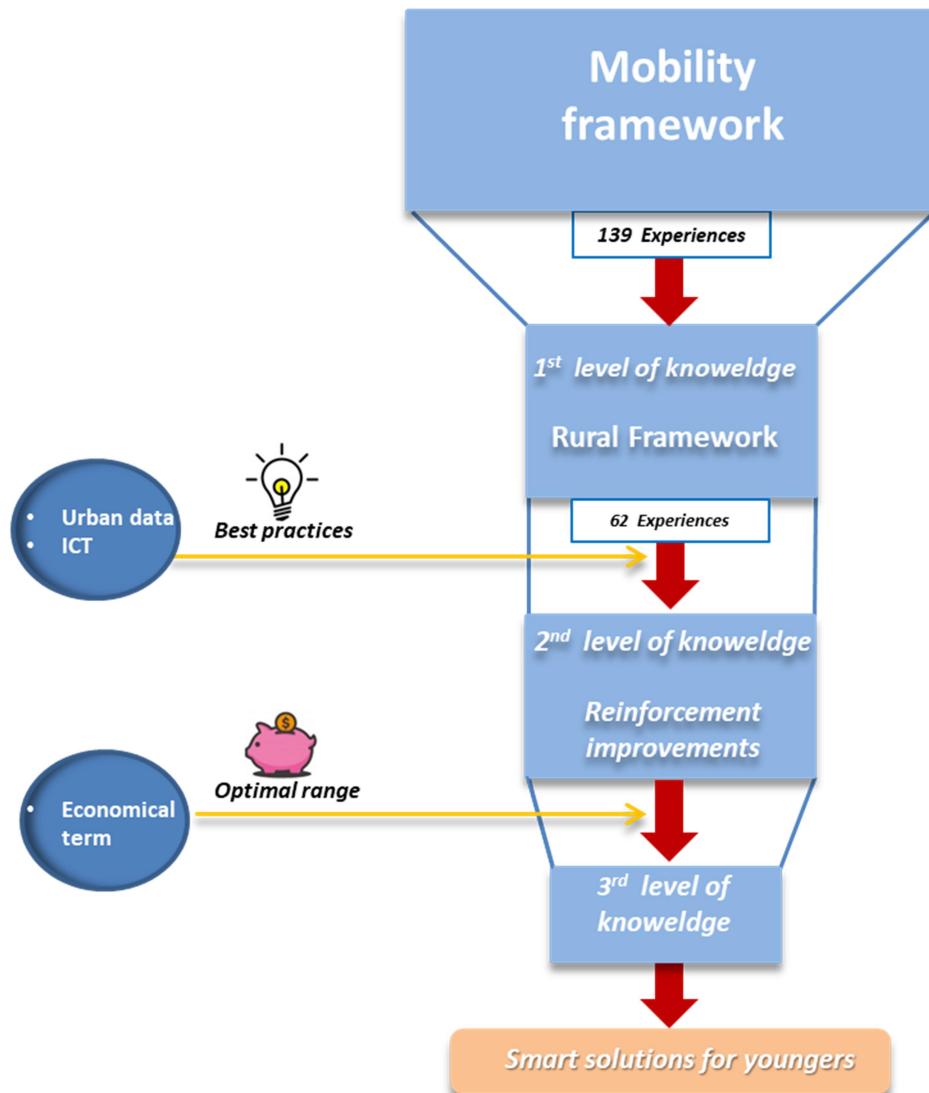 Mobility
framework
139 Experiences
1st level of knoweldge
Rural Framework
62 Experiences
• Urban data
• ICT
Best practices
2nd level of knoweldge
Reinforcement
improvements
• Economical
term
$
Optimal range
3rd level of
knoweldge
Smart solutions for youngers